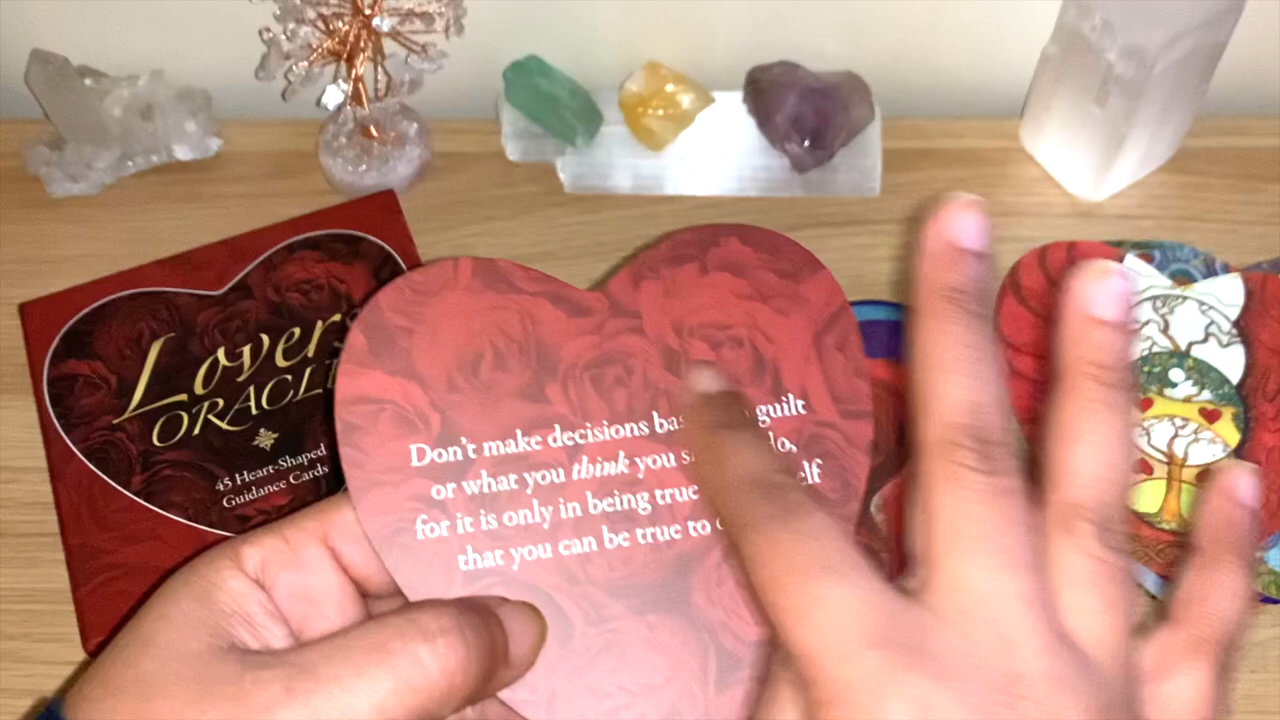 Lovers
ORACLE
45 Heart-Shaped
Guidance Cards
Don't make decisions guilt
or what you think you
for it is only in being true
that you can be true to